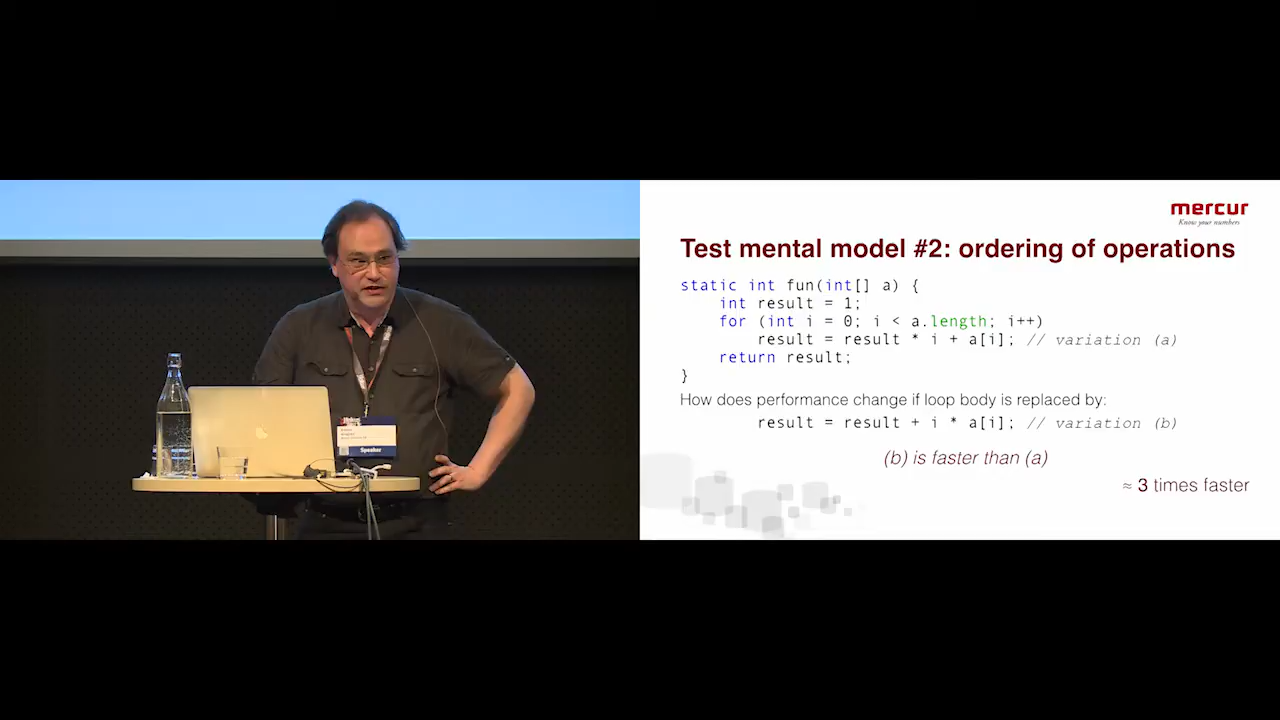 mercur
Know your numbers
Test mental model #2: ordering of operations
static int fun(int[] a) {
int result = 1;
for (int i = 0; i < a.length; i++)
result = result * i + a[i]; // variation (a)
return result;
}
How does performance change if loop body is replaced by:
result = result + i * a[i]; // variation (b)
(b) is faster than (a)
≈ 3 times faster
Speaker